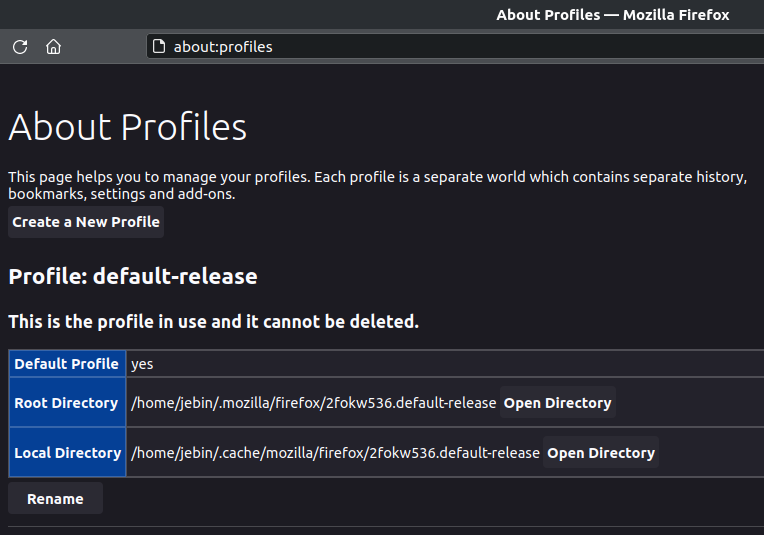 About Profiles — Mozilla Firefox
about:profiles
About Profiles
This page helps you to manage your profiles. Each profile is a separate world which contains separate history,
bookmarks, settings and add-ons.
Create a New Profile
Profile: default-release
This is the profile in use and it cannot be deleted.
Default Profile yes
Root Directory /home/jebin/.mozilla/firefox/2fokw536.default-release Open Directory
Local Directory /home/jebin/.cache/mozilla/firefox/2fokw536.default-release Open Directory
Rename